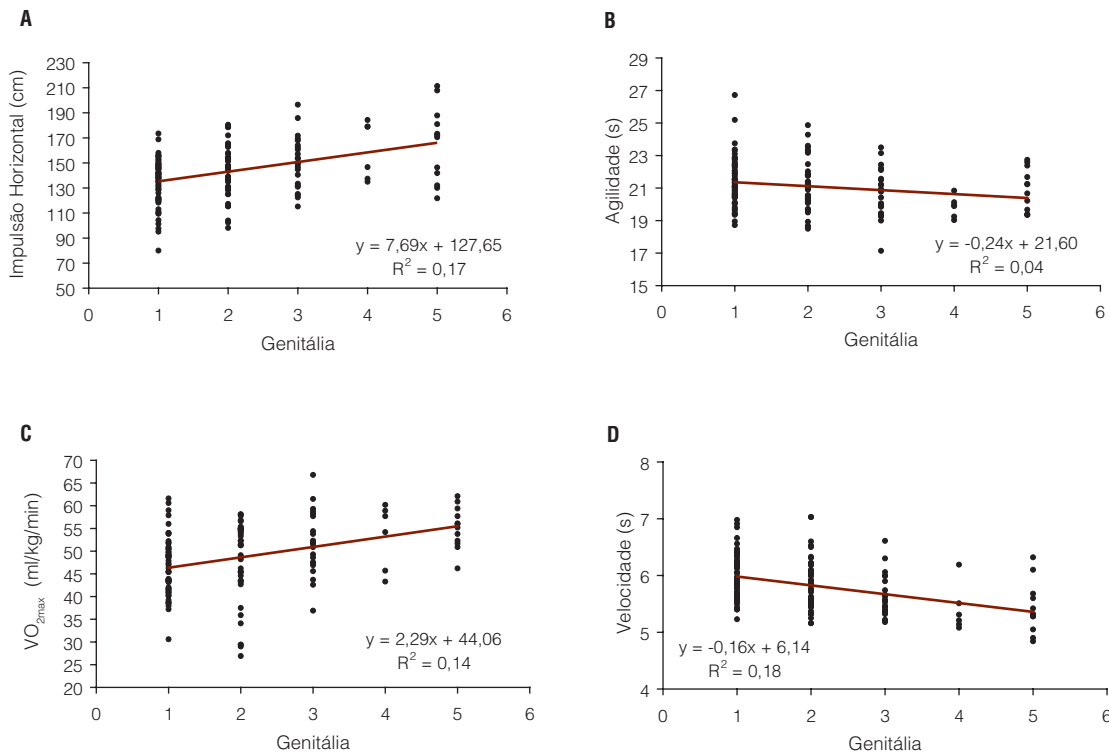 A
Impulsão Horizontal (cm)
230
210
190
170
150
130
110
90
70
50
y = 7,69x + 127,65
R² = 0,17
0 1 2 3 4 5 6
Genitália
B
Agilidade (s)
29
27
25
23
21
19
17
15
y = -0,24x + 21,60
R² = 0,04
0 1 2 3 4 5 6
Genitália
C
VO2max (ml/kg/min)
70
65
60
55
50
45
40
35
30
25
20
y = 2,29x + 44,06
R² = 0,14
0 1 2 3 4 5 6
Genitália
D
Velocidade (s)
8
7
6
5
4
y = -0,16x + 6,14
R² = 0,18
0 1 2 3 4 5 6
Genitália